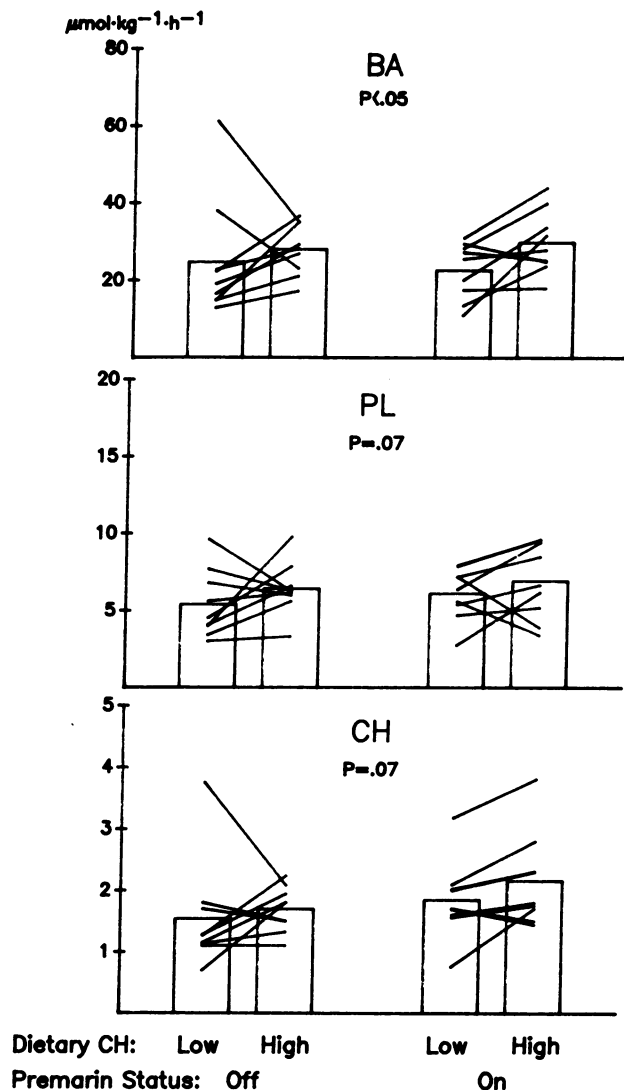 μmol·kg⁻¹·h⁻¹
80
BA
P<.05
60
40
20
20
PL
P=.07
15
10
5
5
CH
P=.07
4
3
2
1
Dietary CH: Low High Low High
Premarin Status: Off On